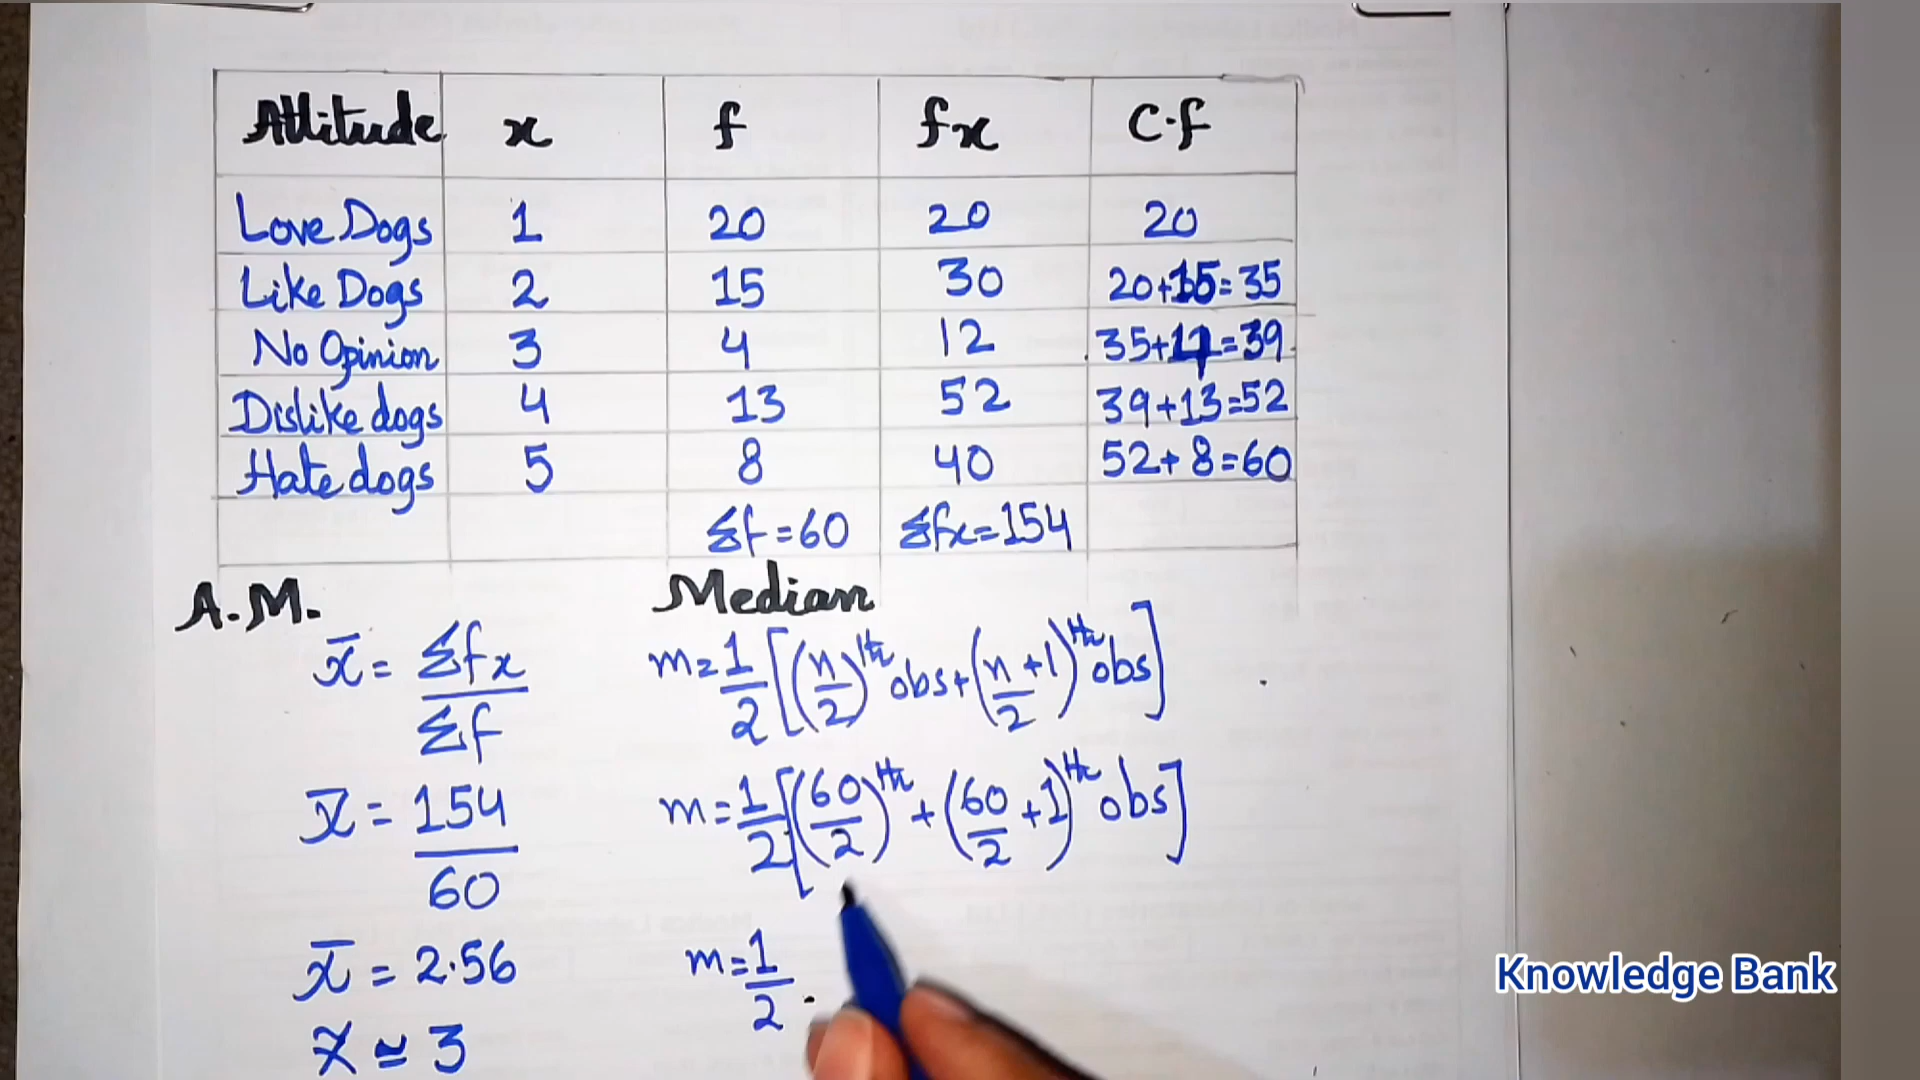 Attitude x f fx C.f
Love Dogs 1 20 20 20
Like Dogs 2 15 30 20+15=35
No Opinion 3 4 12 35+4=39
Dislike dogs 4 13 52 39+13=52
Hate dogs 5 8 40 52+8=60
Σf=60 Σfx=154
A.M.
x̄ = Σfx/Σf
x̄ = 154/60
x̄ = 2.56
x ≃ 3
Median
m=1/2[(n/2)th obs+(n/2+1)th obs]
m=1/2[(60/2)th+(60/2+1)th obs]
m=1/2
Knowledge Bank